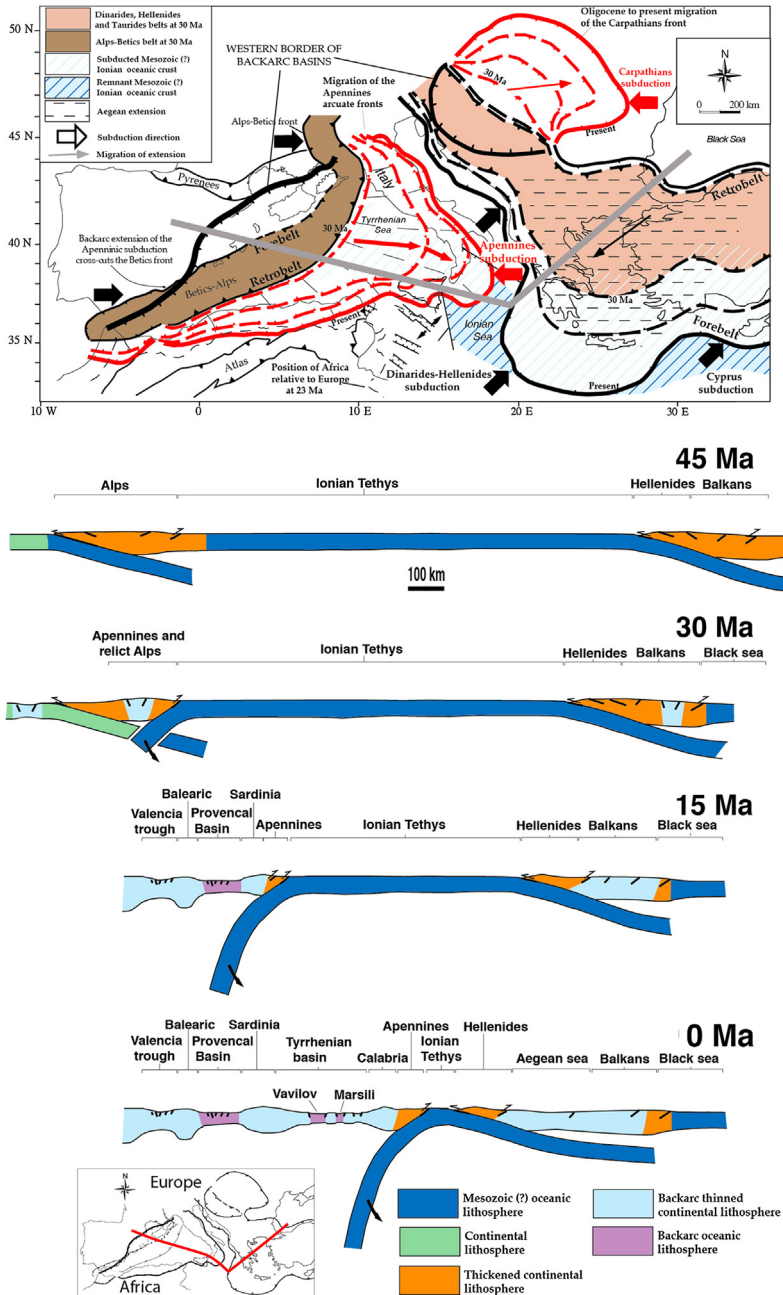 50 N
45 N
40 N
35 N
10 W
0
10 E
20 E
30 E
Dinarides, Hellenides
and Taurides belts at 30 Ma
Alps-Betics belt at 30 Ma
Subducted Mesozoic (?)
Ionian oceanic crust
Remnant Mesozoic (?)
Ionian oceanic crust
Aegean extension
Subduction direction
Migration of extension
WESTERN BORDER OF
BACKARC BASINS
Oligocene to present migration
of the Carpathians front
Migration of the
Apennines
arcuate fronts
Alps-Betics front
30 Ma
Carpathians
subduction
Present
N
0 200 km
Black Sea
Pyrenees
Italy
Tyrrhenian
Sea
30 Ma
Backarc extension of the
Apenninic subduction
cross-cuts the Betics front
Forebelt
Betics-Alps
Retrobelt
Apennines
subduction
Retrobelt
30 Ma
Ionian
Sea
Forebelt
Present
Atlas
Position of Africa
relative to Europe
at 23 Ma
Dinarides-Hellenides
subduction
Present
Cyprus
subduction
45 Ma
Alps
Ionian Tethys
Hellenides
Balkans
100 km
30 Ma
Apennines and
relict Alps
Ionian Tethys
Hellenides
Balkans
Black sea
15 Ma
Balearic
Sardinia
Valencia
trough
Provencal
Basin
Apennines
Ionian Tethys
Hellenides
Balkans
Black sea
0 Ma
Balearic
Sardinia
Apennines
Hellenides
Valencia
trough
Provencal
Basin
Tyrrhenian
basin
Calabria
Ionian
Tethys
Aegean sea
Balkans
Black sea
Vavilov
Marsili
N
Europe
Africa
Mesozoic (?) oceanic
lithosphere
Continental
lithosphere
Thickened continental
lithosphere
Backarc thinned
continental lithosphere
Backarc oceanic
lithosphere